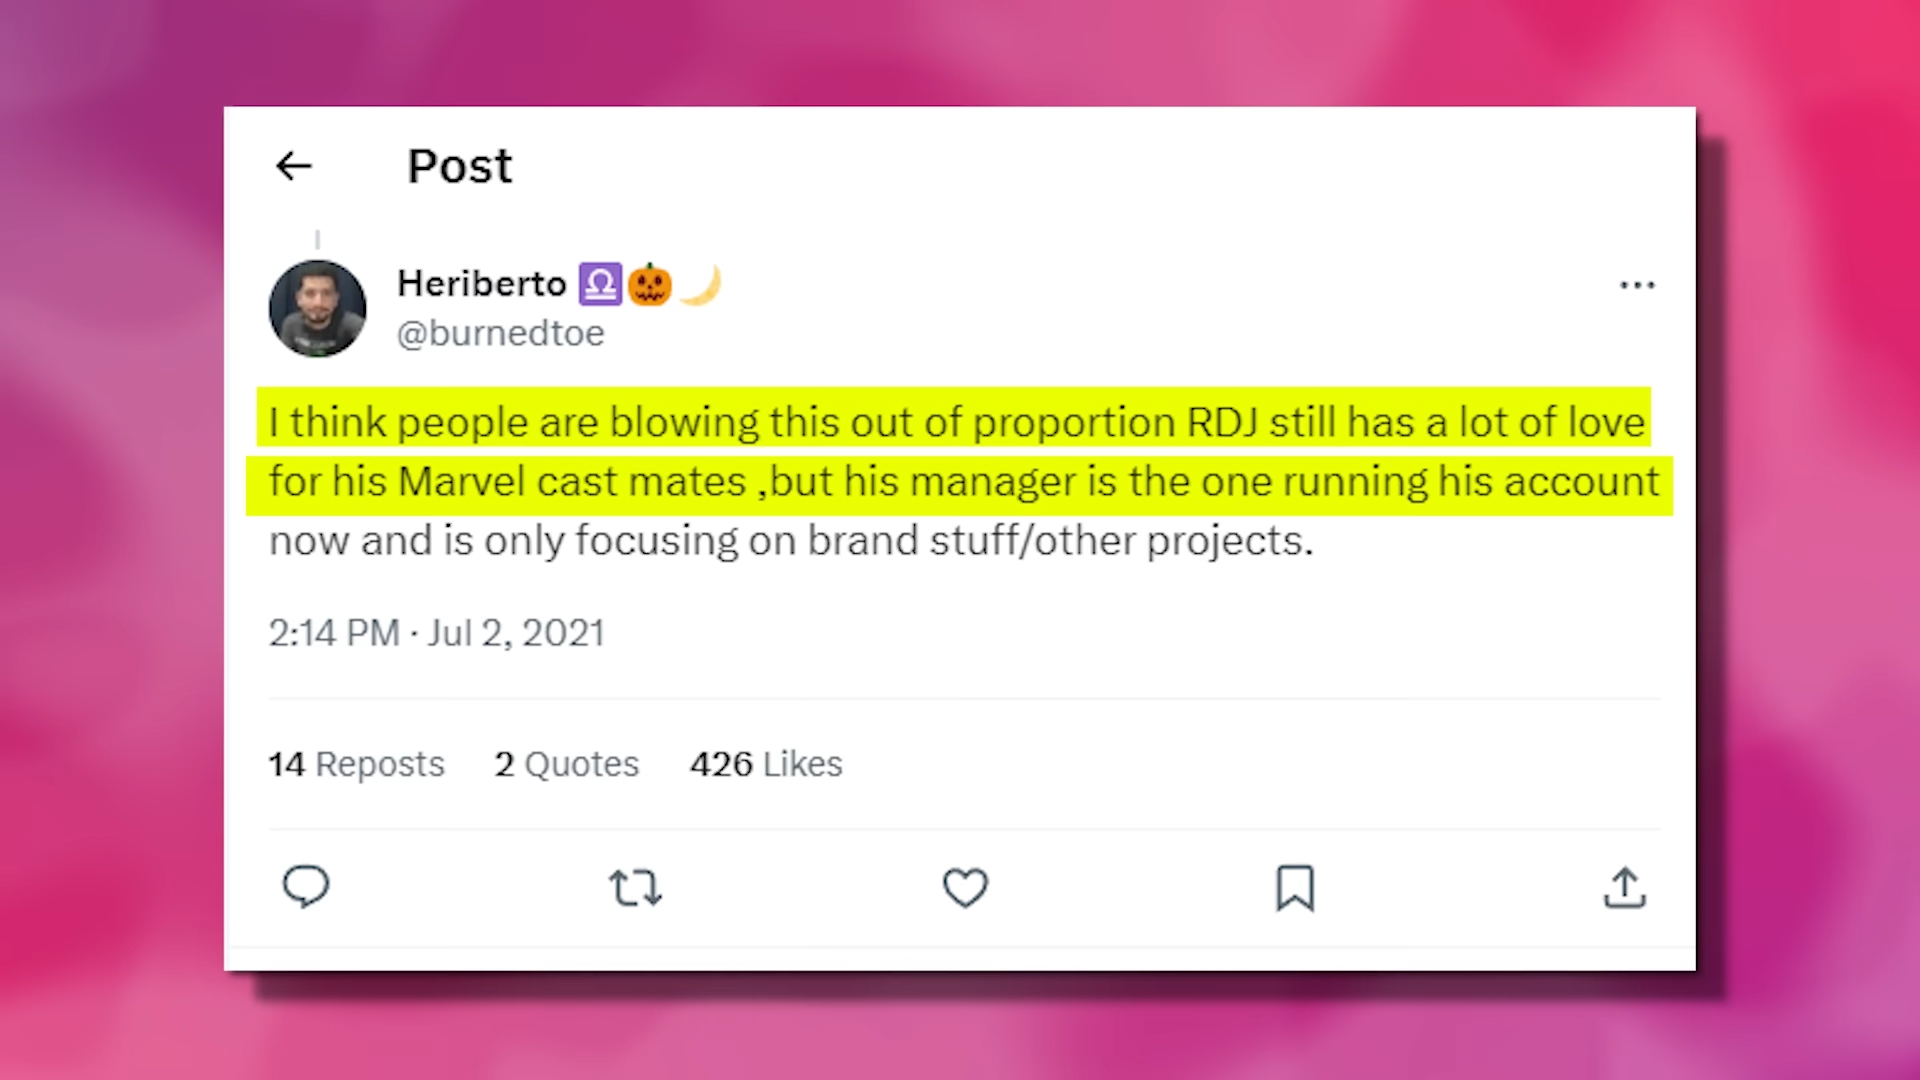 Post
Heriberto ♎🎃🌙
@burnedtoe
I think people are blowing this out of proportion RDJ still has a lot of love
for his Marvel cast mates ,but his manager is the one running his account
now and is only focusing on brand stuff/other projects.
2:14 PM · Jul 2, 2021
14 Reposts 2 Quotes 426 Likes